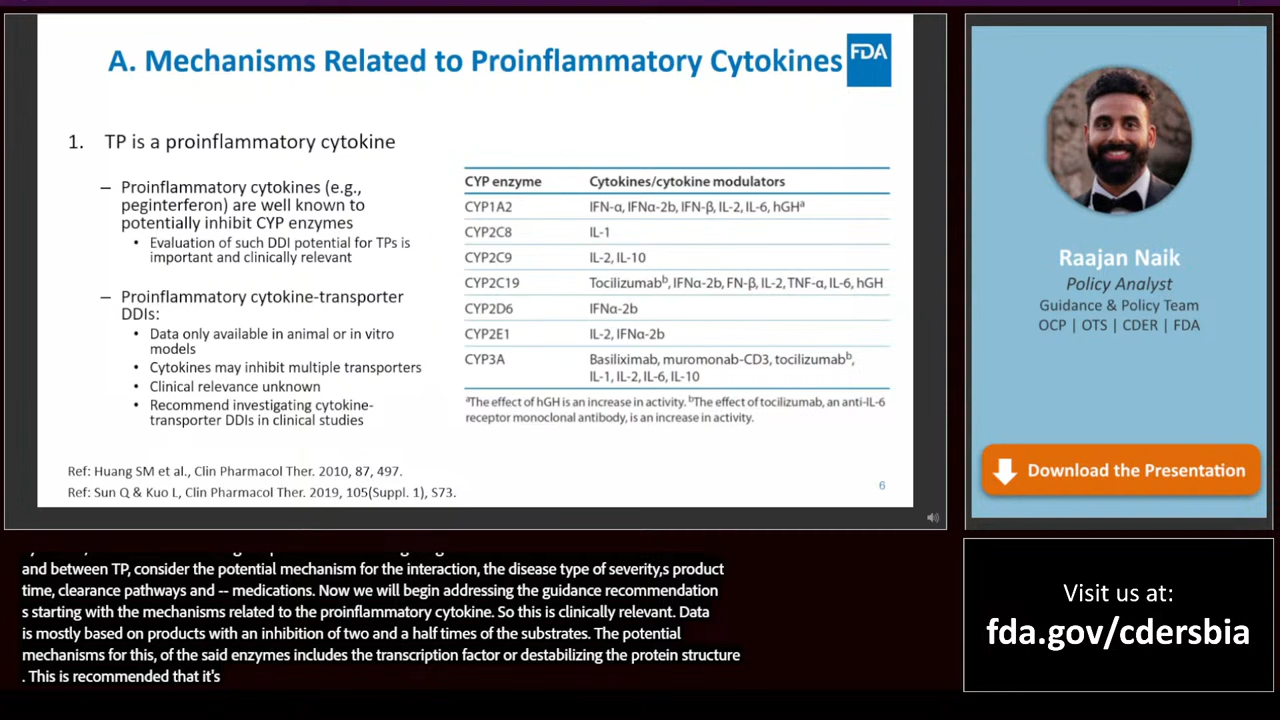 A. Mechanisms Related to Proinflammatory Cytokines
FDA
1. TP is a proinflammatory cytokine
– Proinflammatory cytokines (e.g.,
peginterferon) are well known to
potentially inhibit CYP enzymes
• Evaluation of such DDI potential for TPs is
important and clinically relevant
– Proinflammatory cytokine-transporter
DDIs:
• Data only available in animal or in vitro
models
• Cytokines may inhibit multiple transporters
• Clinical relevance unknown
• Recommend investigating cytokine-
transporter DDIs in clinical studies
CYP enzyme Cytokines/cytokine modulators
CYP1A2 IFN-α, IFNα-2b, IFN-β, IL-2, IL-6, hGHᵃ
CYP2C8 IL-1
CYP2C9 IL-2, IL-10
CYP2C19 Tocilizumabᵇ, IFNα-2b, FN-β, IL-2, TNF-α, IL-6, hGH
CYP2D6 IFNα-2b
CYP2E1 IL-2, IFNα-2b
CYP3A Basiliximab, muromonab-CD3, tocilizumabᵇ,
IL-1, IL-2, IL-6, IL-10
ᵃThe effect of hGH is an increase in activity. ᵇThe effect of tocilizumab, an anti-IL-6
receptor monoclonal antibody, is an increase in activity.
Ref: Huang SM et al., Clin Pharmacol Ther. 2010, 87, 497.
Ref: Sun Q & Kuo L, Clin Pharmacol Ther. 2019, 105(Suppl. 1), S73.
6
Raajan Naik
Policy Analyst
Guidance & Policy Team
OCP | OTS | CDER | FDA
Download the Presentation
and between TP, consider the potential mechanism for the interaction, the disease type of severity,s product
time, clearance pathways and -- medications. Now we will begin addressing the guidance recommendation
s starting with the mechanisms related to the proinflammatory cytokine. So this is clinically relevant. Data
is mostly based on products with an inhibition of two and a half times of the substrates. The potential
mechanisms for this, of the said enzymes includes the transcription factor or destabilizing the protein structure
. This is recommended that it's
Visit us at:
fda.gov/cdersbia